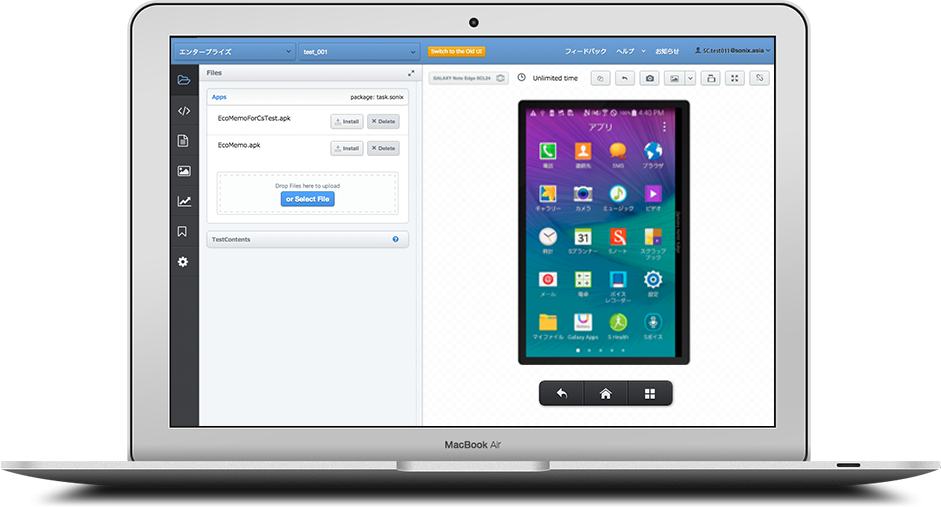 エンタープライズ
test_001
Switch to the Old UI
フィードバック
ヘルプ
お知らせ
SC.test011@sonix.asia
Files
GALAXY Note Edge SCL24
Unlimited time
Apps
package: task.sonix
EcoMemoForCsTest.apk
Install
Delete
EcoMemo.apk
Install
Delete
Drop Files here to upload
or Select File
TestContents
100%
4:40 PM
アプリ
電話
連絡先
SMS
ブラウザ
ギャラリー
カメラ
ミュージック
ビデオ
31
時計
Sプランナー
Sノート
スクラップ
ブック
メール
電卓
ボイス
レコーダー
設定
マイファイル
Galaxy Apps
S Health
Sボイス
MacBook Air